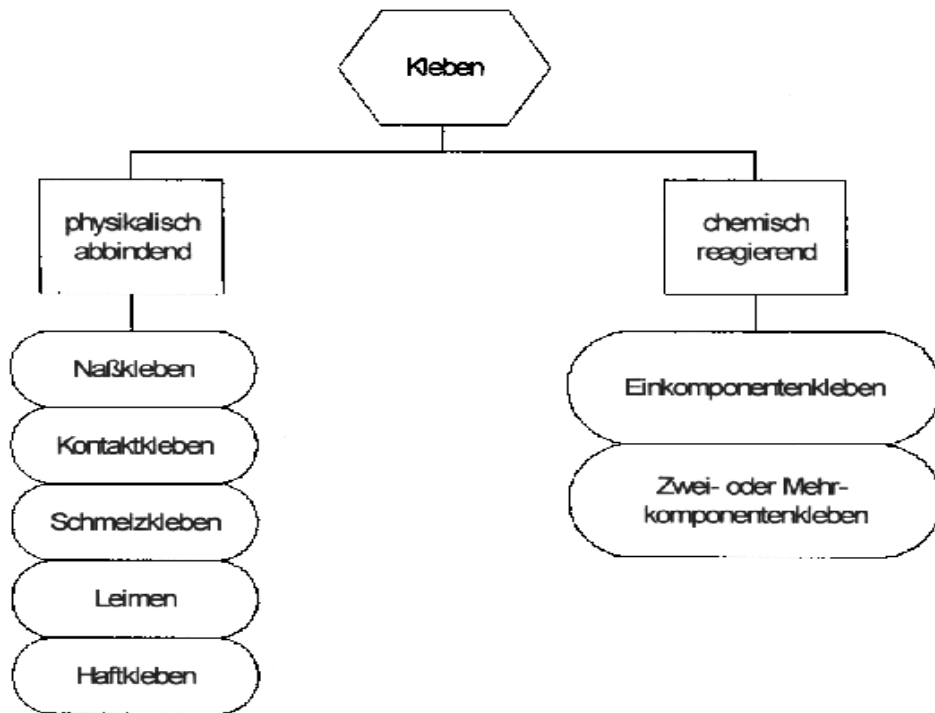 Kleben
physikalisch
abbindend
chemisch
reagierend
Naßkleben
Kontaktkleben
Schmelzkleben
Leimen
Haftkleben
Einkomponentenkleben
Zwei- oder Mehr-
komponentenkleben